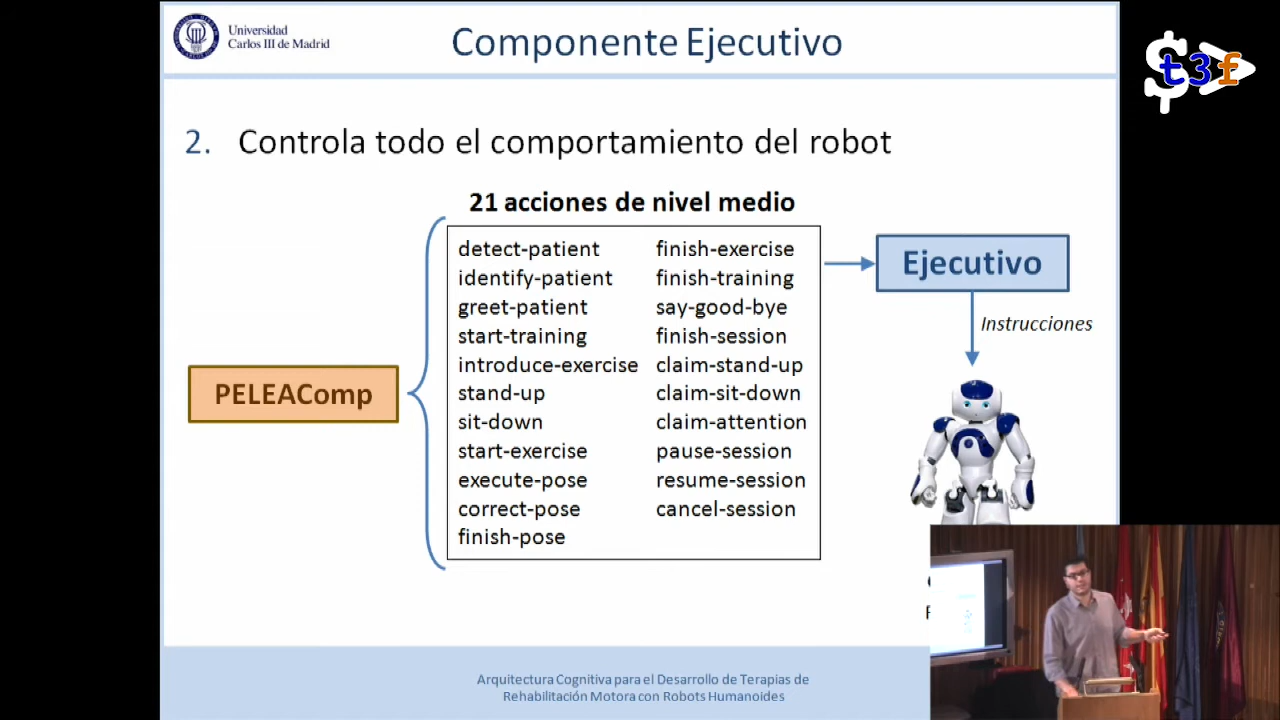 Universidad
Carlos III de Madrid
Componente Ejecutivo
t3f
2. Controla todo el comportamiento del robot
21 acciones de nivel medio
detect-patient
identify-patient
greet-patient
start-training
introduce-exercise
stand-up
sit-down
start-exercise
execute-pose
correct-pose
finish-pose
finish-exercise
finish-training
say-good-bye
finish-session
claim-stand-up
claim-sit-down
claim-attention
pause-session
resume-session
cancel-session
PELEAComp
Ejecutivo
Instrucciones
Arquitectura Cognitiva para el Desarrollo de Terapias de
Rehabilitación Motora con Robots Humanoides